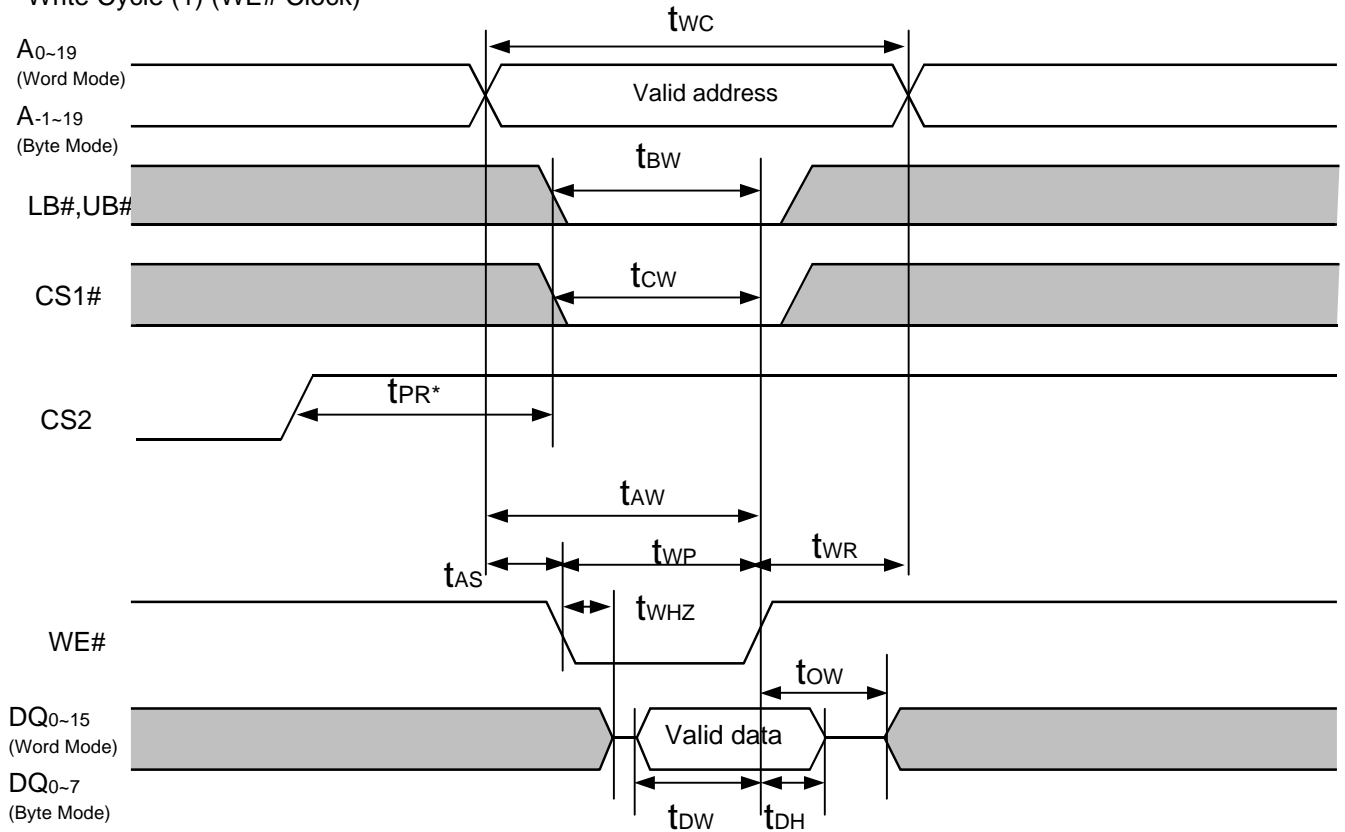 Write Cycle (1) (WE# Clock)
tWC
A0~19
(Word Mode)
Valid address
A-1~19
(Byte Mode)
tBW
LB#,UB#
tCW
CS1#
tPR*
CS2
tAW
tWP
tWR
tAS
tWHZ
WE#
tOW
DQ0~15
(Word Mode)
Valid data
DQ0~7
(Byte Mode)
tDW
tDH